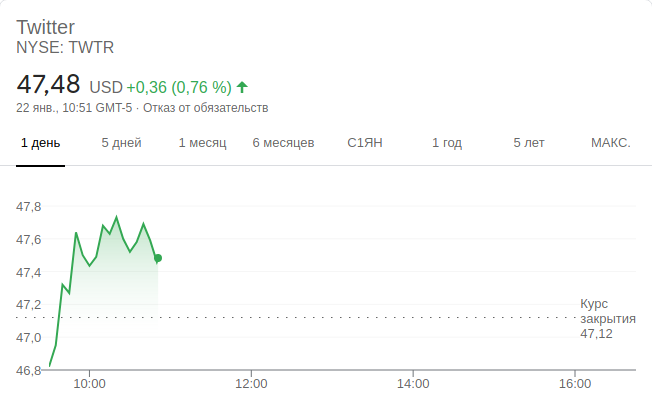 Twitter
NYSE: TWTR
47,48 USD +0,36 (0,76 %)
22 янв., 10:51 GMT-5 · Отказ от обязательств
1 день 5 дней 1 месяц 6 месяцев С1ЯН 1 год 5 лет МАКС.
47,8
47,6
47,4
47,2
47,0
46,8
Курс
закрытия
47,12
10:00 12:00 14:00 16:00